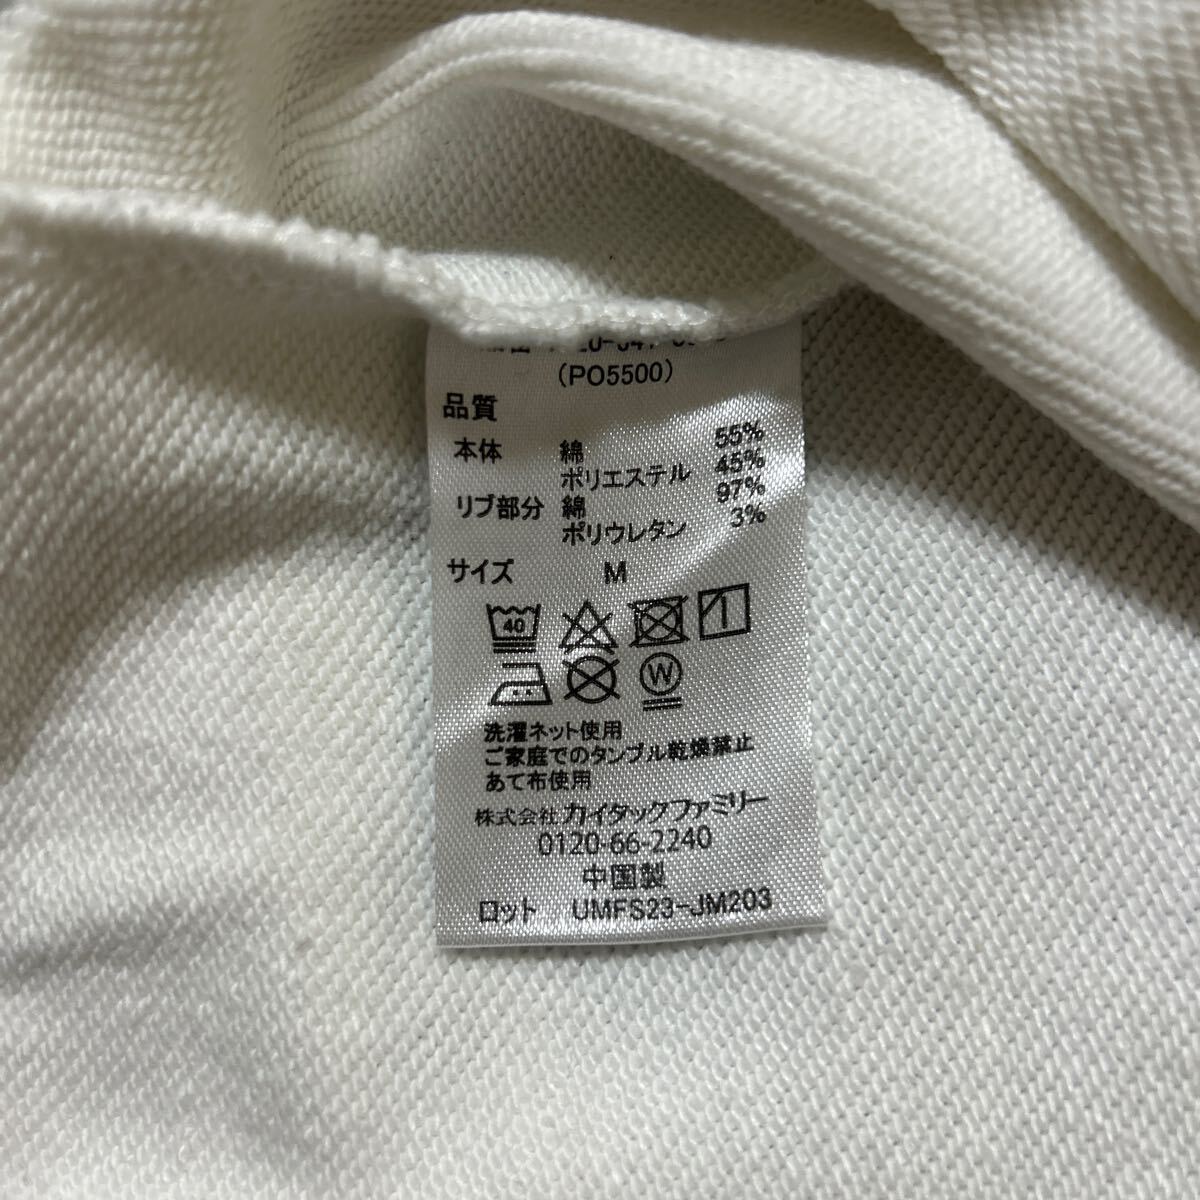 (PO5500)
品質
本体 綿 55%
ポリエステル 45%
リブ部分 綿 97%
ポリウレタン 3%
サイズ M
40
W
洗濯ネット使用
ご家庭でのタンブル乾燥禁止
あて布使用
株式会社カイタックファミリー
0120-66-2240
中国製
ロット UMFS23-JM203